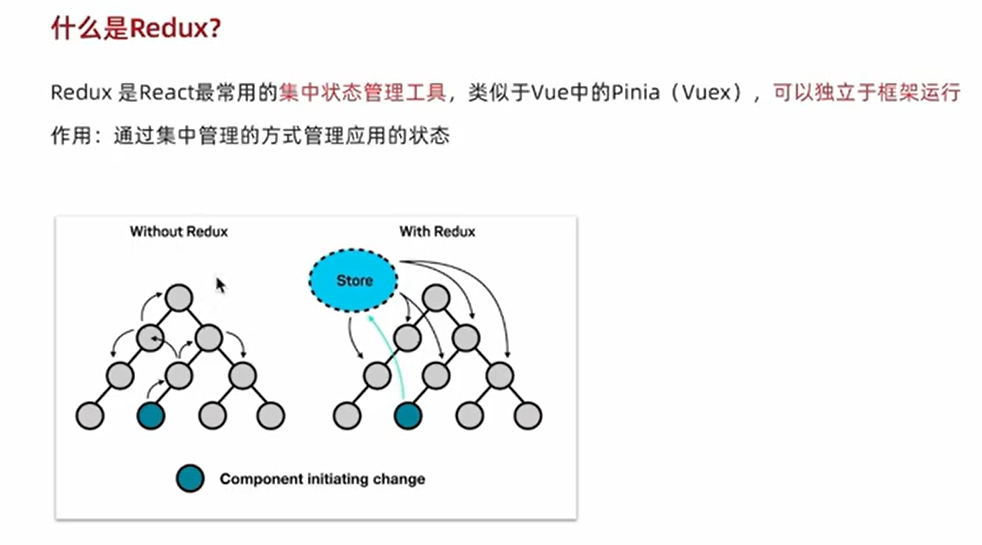 什么是Redux?
Redux 是React最常用的集中状态管理工具，类似于Vue中的Pinia（Vuex），可以独立于框架运行
作用：通过集中管理的方式管理应用的状态
Without Redux
With Redux
Store
Component initiating change